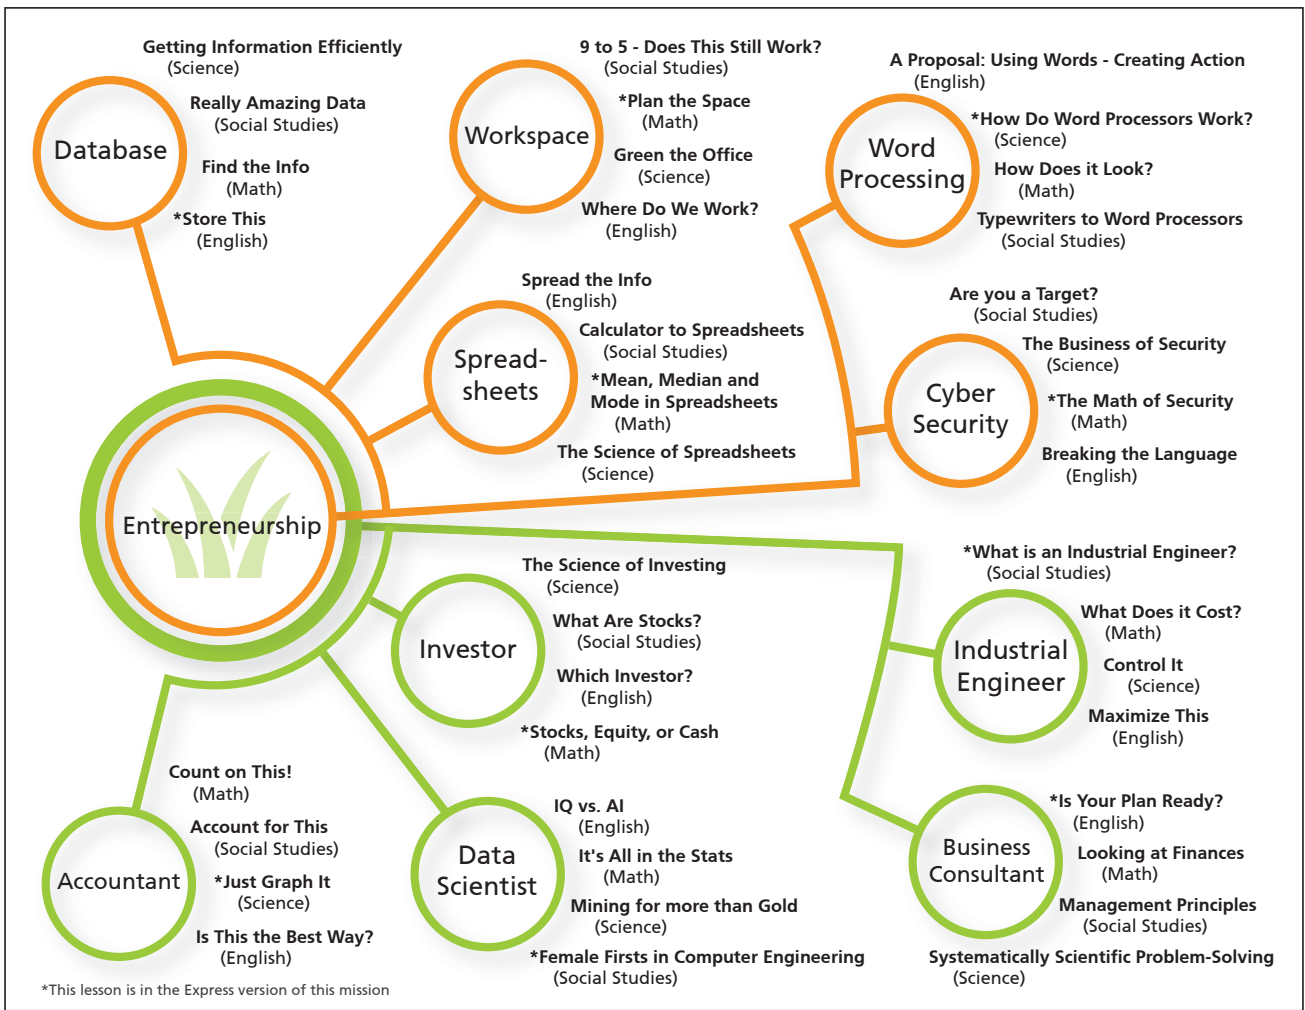 Getting Information Efficiently
(Science)
Really Amazing Data
(Social Studies)
Database
Find the Info
(Math)
*Store This
(English)
9 to 5 - Does This Still Work?
(Social Studies)
*Plan the Space
(Math)
Workspace
Green the Office
(Science)
Where Do We Work?
(English)
A Proposal: Using Words - Creating Action
(English)
*How Do Word Processors Work?
(Science)
Word
Processing
How Does it Look?
(Math)
Typewriters to Word Processors
(Social Studies)
Spread the Info
(English)
Calculator to Spreadsheets
(Social Studies)
Spread-
sheets
*Mean, Median and
Mode in Spreadsheets
(Math)
The Science of Spreadsheets
(Science)
Are you a Target?
(Social Studies)
The Business of Security
(Science)
Cyber
Security
*The Math of Security
(Math)
Breaking the Language
(English)
Entrepreneurship
The Science of Investing
(Science)
What Are Stocks?
(Social Studies)
Investor
Which Investor?
(English)
*Stocks, Equity, or Cash
(Math)
*What is an Industrial Engineer?
(Social Studies)
What Does it Cost?
(Math)
Industrial
Engineer
Control It
(Science)
Maximize This
(English)
Count on This!
(Math)
Account for This
(Social Studies)
Accountant
*Just Graph It
(Science)
Is This the Best Way?
(English)
IQ vs. AI
(English)
It's All in the Stats
(Math)
Data
Scientist
Mining for more than Gold
(Science)
*Female Firsts in Computer Engineering
(Social Studies)
*Is Your Plan Ready?
(English)
Business
Consultant
Looking at Finances
(Math)
Management Principles
(Social Studies)
Systematically Scientific Problem-Solving
(Science)
*This lesson is in the Express version of this mission